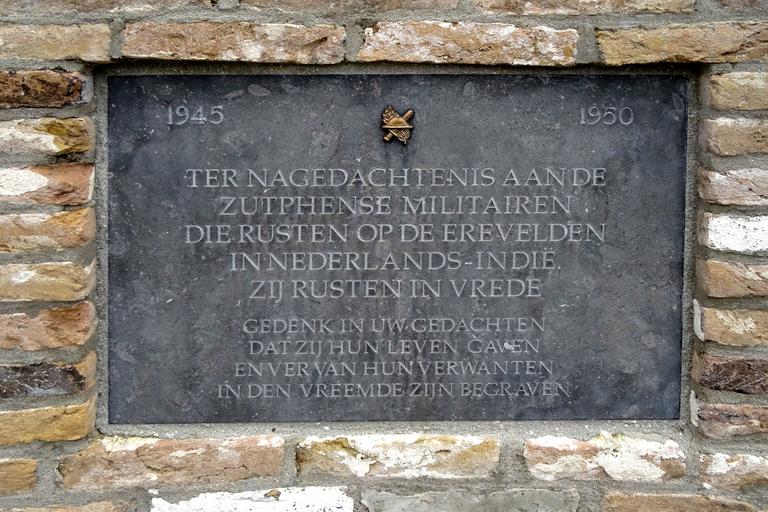 1945 1950
TER NAGEDACHTENIS AAN DE
ZUTPHENSE MILITAIREN
DIE RUSTEN OP DE EREVELDEN
IN NEDERLANDS-INDIË
ZIJ RUSTEN IN VREDE
GEDENK IN UW GEDACHTEN
DAT ZIJ HUN LEVEN GAVEN
EN VER VAN HUN VERWANTEN
IN DEN VREEMDE ZIJN BEGRAVEN